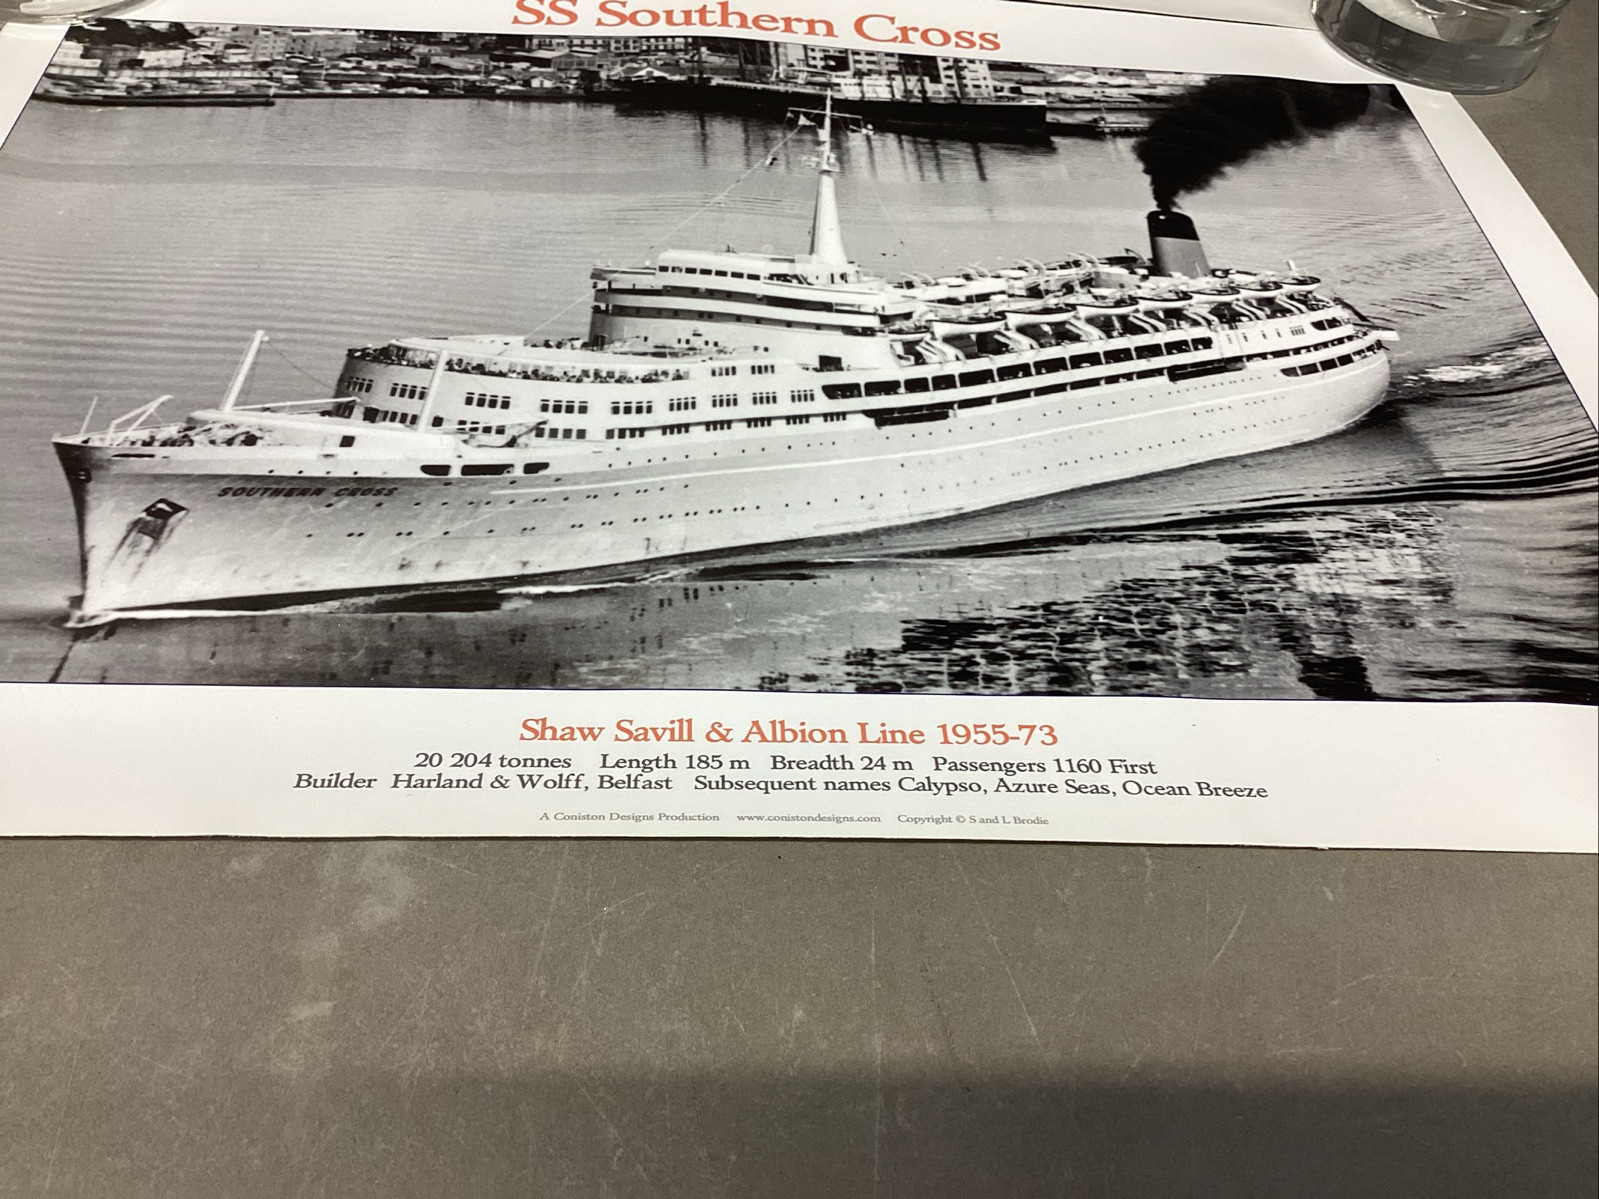 SS Southern Cross
SOUTHERN CROSS
Shaw Savill & Albion Line 1955-73
20 204 tonnes Length 185 m Breadth 24 m Passengers 1160 First
Builder Harland & Wolff, Belfast Subsequent names Calypso, Azure Seas, Ocean Breeze
A Coniston Designs Production www.conistondesigns.com Copyright © S and L Brodie